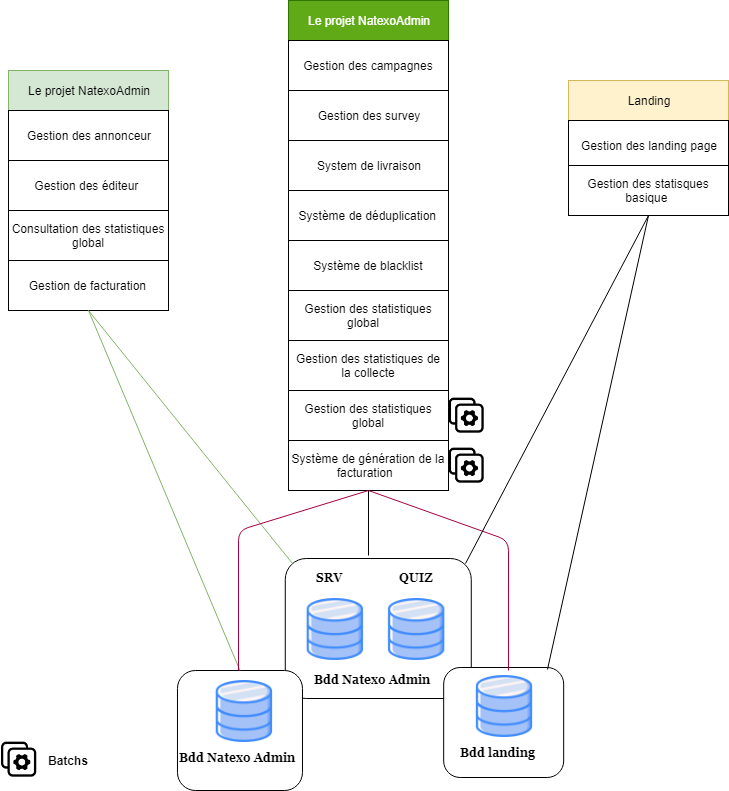 Le projet NatexoAdmin
Gestion des annonceur
Gestion des éditeur
Consultation des statistiques
global
Gestion de facturation
Le projet NatexoAdmin
Gestion des campagnes
Gestion des survey
System de livraison
Système de déduplication
Système de blacklist
Gestion des statistiques
global
Gestion des statistiques de
la collecte
Gestion des statistiques
global
Système de génération de la
facturation
Landing
Gestion des landing page
Gestion des statisques
basique
SRV
QUIZ
Bdd Natexo Admin
Bdd Natexo Admin
Bdd landing
Batchs